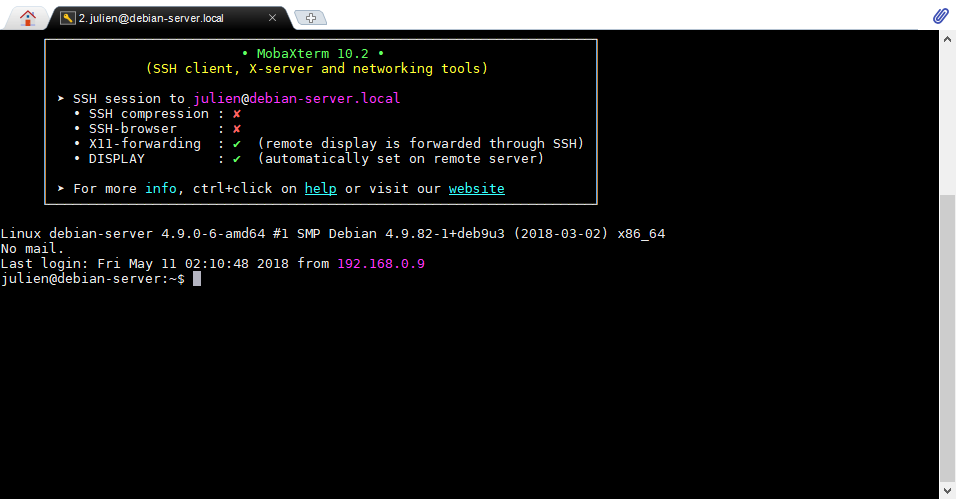 2. julien@debian-server.local
• MobaXterm 10.2 •
(SSH client, X-server and networking tools)
➤ SSH session to julien@debian-server.local
• SSH compression : ✘
• SSH-browser     : ✘
• X11-forwarding  : ✔  (remote display is forwarded through SSH)
• DISPLAY         : ✔  (automatically set on remote server)
➤ For more info, ctrl+click on help or visit our website
Linux debian-server 4.9.0-6-amd64 #1 SMP Debian 4.9.82-1+deb9u3 (2018-03-02) x86_64
No mail.
Last login: Fri May 11 02:10:48 2018 from 192.168.0.9
julien@debian-server:~$